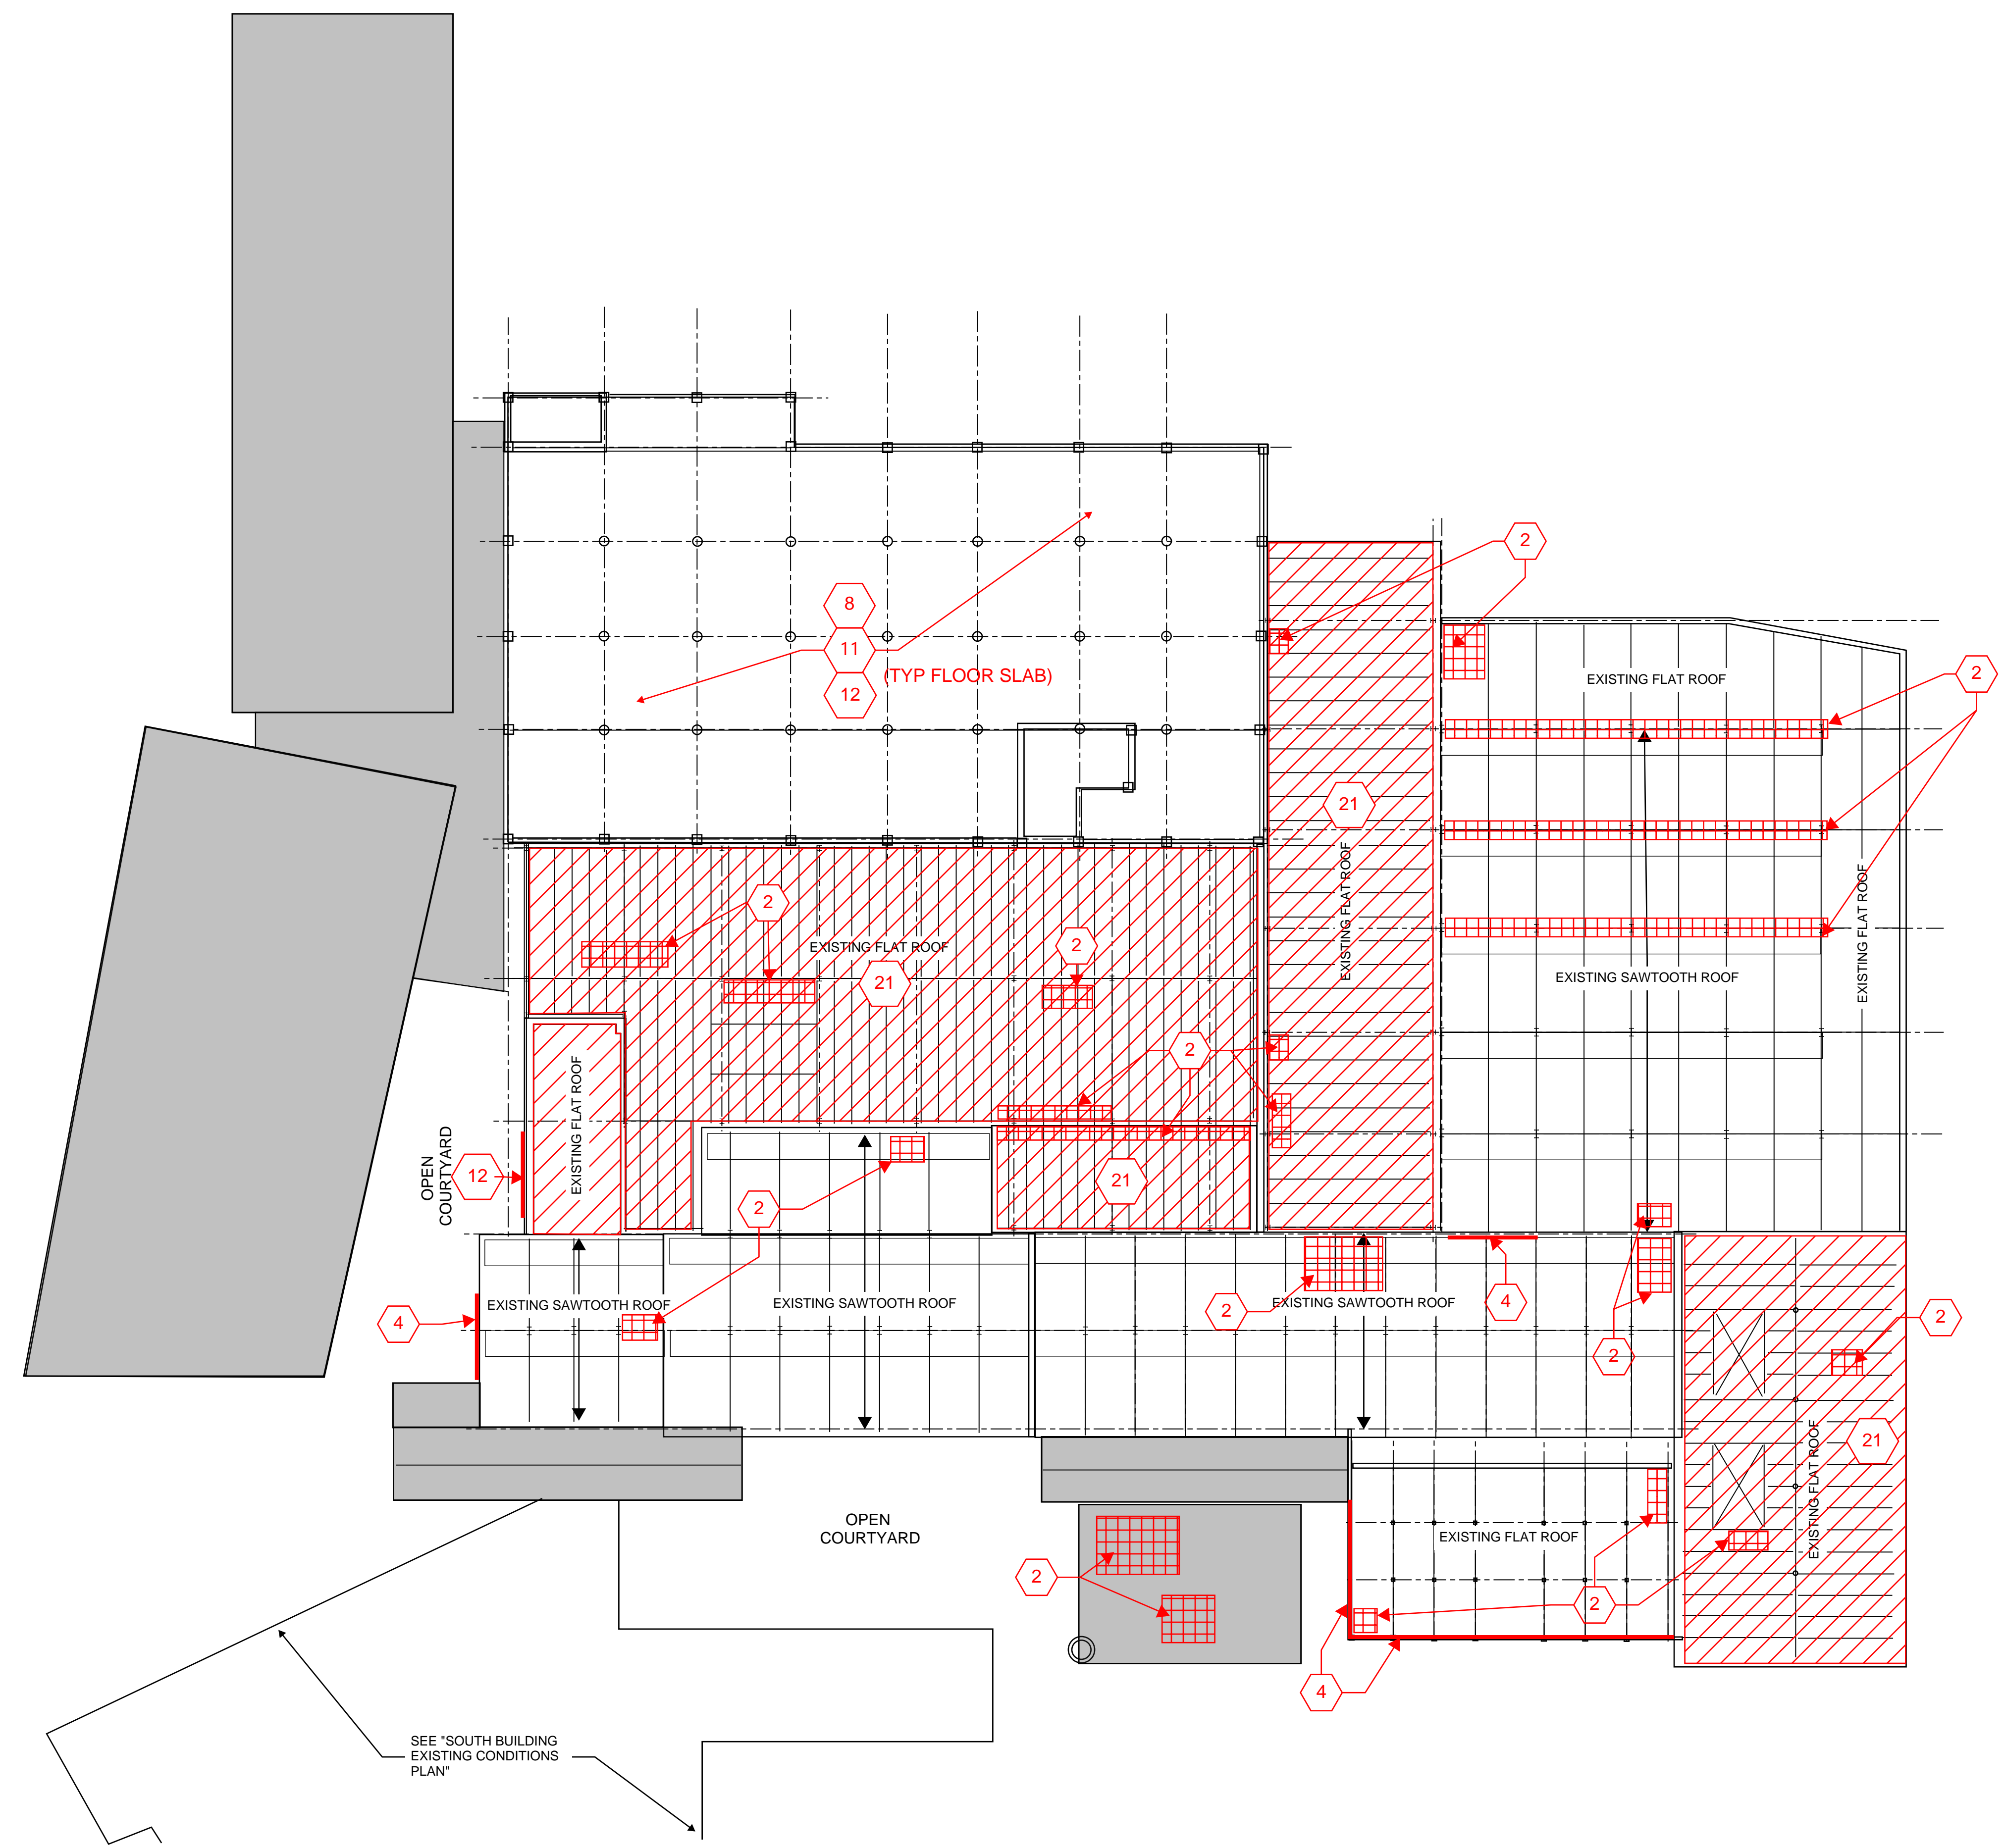 2
8
11
(TYP FLOOR SLAB)
12
2
EXISTING FLAT ROOF
21
EXISTING FLAT ROOF
EXISTING FLAT ROOF
EXISTING SAWTOOTH ROOF
2
EXISTING FLAT ROOF
21
2
2
EXISTING FLAT ROOF
OPEN
COURTYARD
12
21
2
4
EXISTING SAWTOOTH ROOF
EXISTING SAWTOOTH ROOF
2
EXISTING SAWTOOTH ROOF
4
2
2
EXISTING FLAT ROOF
21
OPEN
COURTYARD
EXISTING FLAT ROOF
2
2
4
SEE "SOUTH BUILDING
EXISTING CONDITIONS
PLAN"